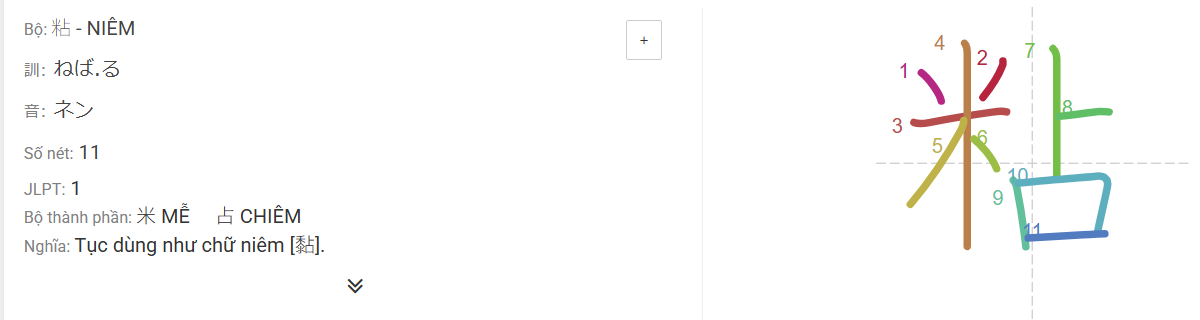 Bộ: 粘 - NIÊM
+
訓: ねば.る
音: ネン
Số nét: 11
JLPT: 1
Bộ thành phần: 米 MỄ 占 CHIÊM
Nghĩa: Tục dùng như chữ niêm [黏].
粘
1
2
3
4
5
6
7
8
9
10
11